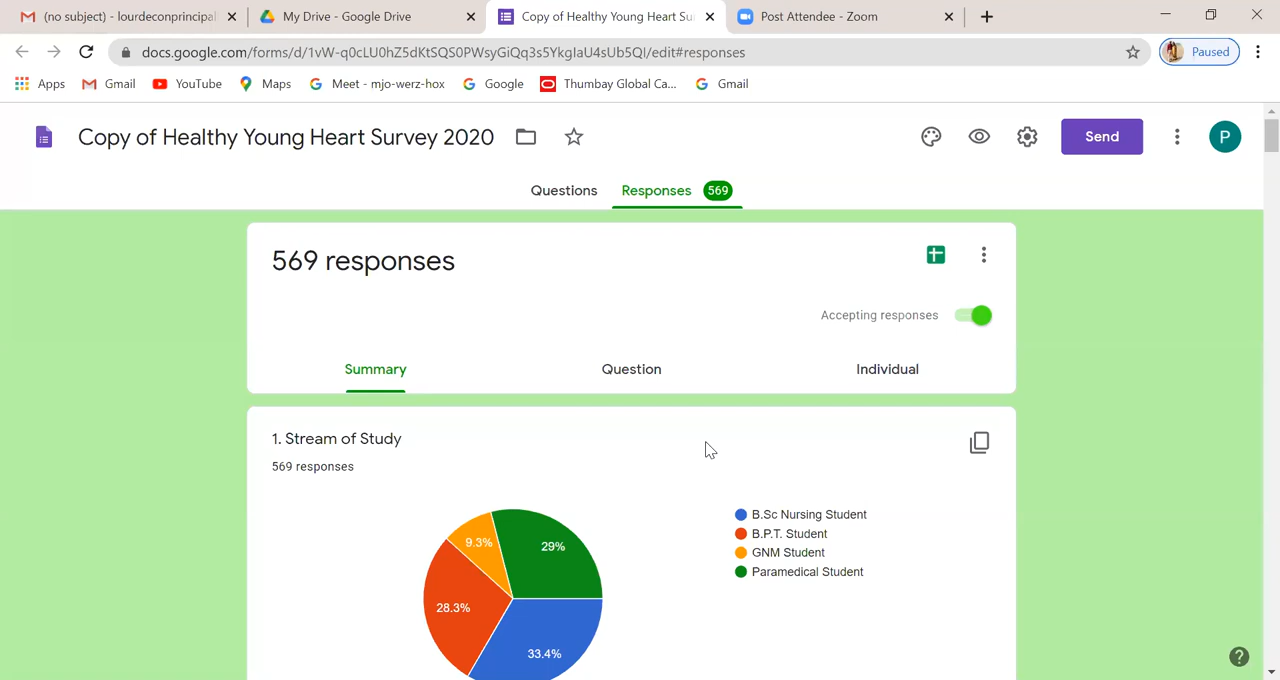 (no subject) - lourdeconprincipal
My Drive - Google Drive
Copy of Healthy Young Heart Su
Post Attendee - Zoom
docs.google.com/forms/d/1vW-q0cLU0hZ5dKtSQS0PWsyGiQq3s5YkgIaU4sUb5QI/edit#responses
Paused
Apps
Gmail
YouTube
Maps
Meet - mjo-werz-hox
Google
Thumbay Global Ca...
Gmail
Copy of Healthy Young Heart Survey 2020
Send
P
Questions
Responses 569
569 responses
Accepting responses
Summary
Question
Individual
1. Stream of Study
569 responses
B.Sc Nursing Student
B.P.T. Student
GNM Student
Paramedical Student
9.3%
29%
28.3%
33.4%